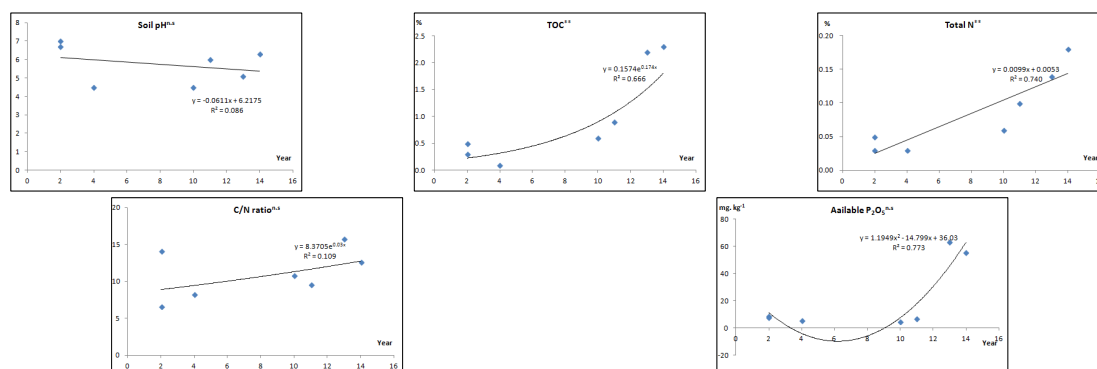 Soil pH^n.s
8
7
6
5
4
3
2
1
0
y = -0.0611x + 6.2175
R² = 0.086
Year
0 2 4 6 8 10 12 14 16
%
TOC^x x
2.5
2.0
1.5
1.0
0.5
0.0
y = 0.1574e^0.174x
R² = 0.666
Year
0 2 4 6 8 10 12 14 16
%
Total N^x x
0.20
0.15
0.10
0.05
0.00
y = 0.0099x + 0.0053
R² = 0.740
Year
0 2 4 6 8 10 12 14 16
C/N ratio^n.s
20
15
10
5
0
y = 8.3705e^0.03x
R² = 0.109
Year
0 2 4 6 8 10 12 14 16
mg. kg⁻¹
Aailable P₂O₅^n.s
80
60
40
20
0
-20
y = 1.1949x² - 14.799x + 36.03
R² = 0.773
Year
0 2 4 6 8 10 12 14 16